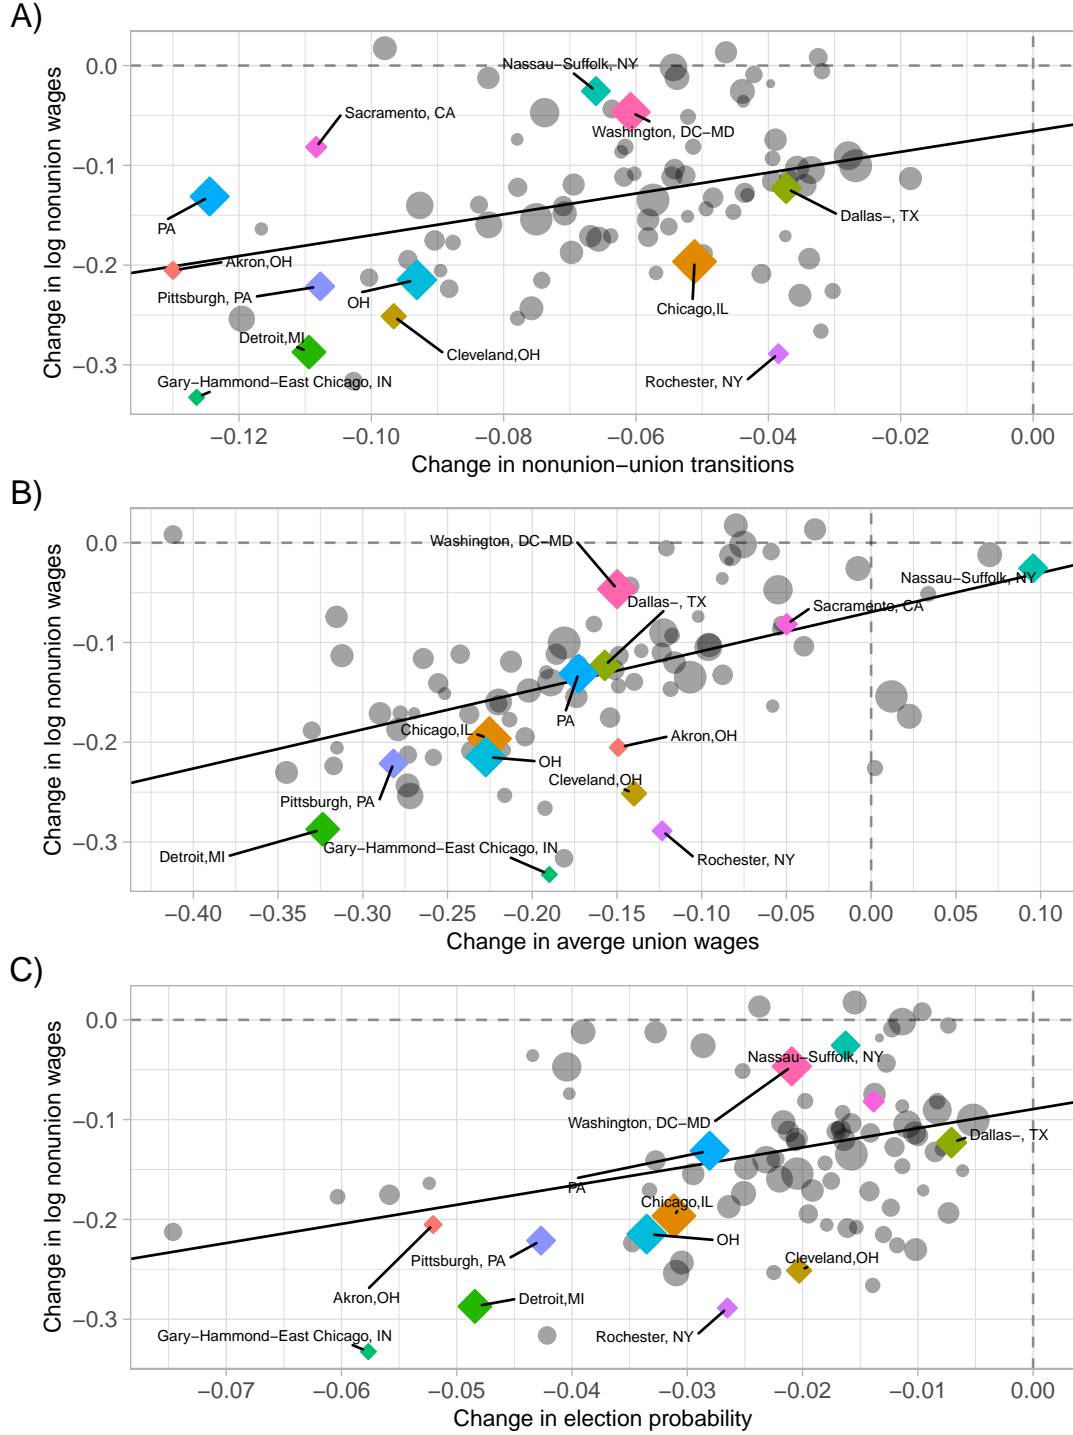 A)
Change in log nonunion wages
0.0
−0.1
−0.2
−0.3
Nassau−Suffolk, NY
Sacramento, CA
Washington, DC−MD
PA
Dallas−, TX
Akron,OH
Pittsburgh, PA
OH
Chicago,IL
Detroit,MI
Cleveland,OH
Gary−Hammond−East Chicago, IN
Rochester, NY
−0.12 −0.10 −0.08 −0.06 −0.04 −0.02 0.00
Change in nonunion−union transitions
B)
Change in log nonunion wages
0.0
−0.1
−0.2
−0.3
Washington, DC−MD
Nassau−Suffolk, NY
Dallas−, TX
Sacramento, CA
PA
Chicago,IL
Akron,OH
OH
Cleveland,OH
Pittsburgh, PA
Gary−Hammond−East Chicago, IN
Detroit,MI
Rochester, NY
−0.40 −0.35 −0.30 −0.25 −0.20 −0.15 −0.10 −0.05 0.00 0.05 0.10
Change in averge union wages
C)
Change in log nonunion wages
0.0
−0.1
−0.2
−0.3
Nassau−Suffolk, NY
Washington, DC−MD
Dallas−, TX
PA
Chicago,IL
OH
Pittsburgh, PA
Cleveland,OH
Akron,OH
Detroit,MI
Gary−Hammond−East Chicago, IN
Rochester, NY
−0.07 −0.06 −0.05 −0.04 −0.03 −0.02 −0.01 0.00
Change in election probability